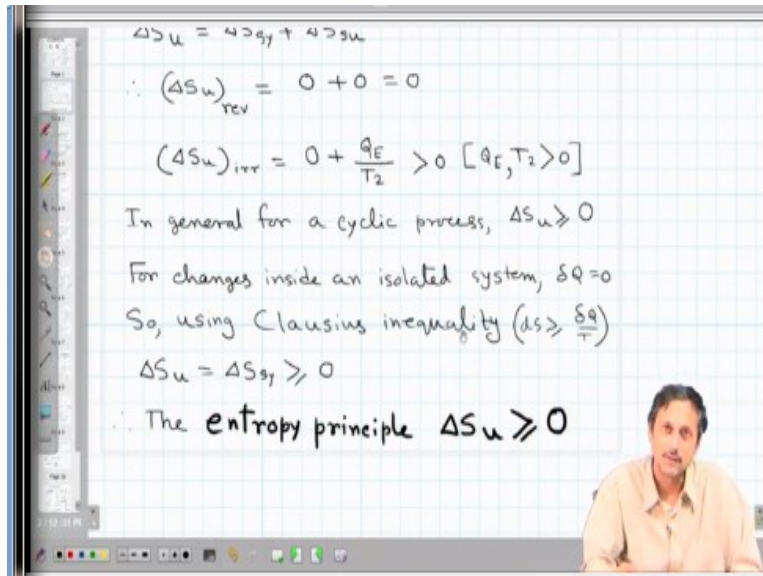 ΔSu = ΔSsy + ΔSsu
∴ (ΔSu)rev = 0 + 0 = 0
(ΔSu)irr = 0 + QE/T2 > 0 [QE, T2 > 0]
In general for a cyclic process, ΔSu ≥ 0
For changes inside an isolated system, δQ = 0
So, using Clausius inequality (ds ≥ δQ/T)
ΔSu = ΔSsy ≥ 0
∴ The entropy principle ΔSu ≥ 0